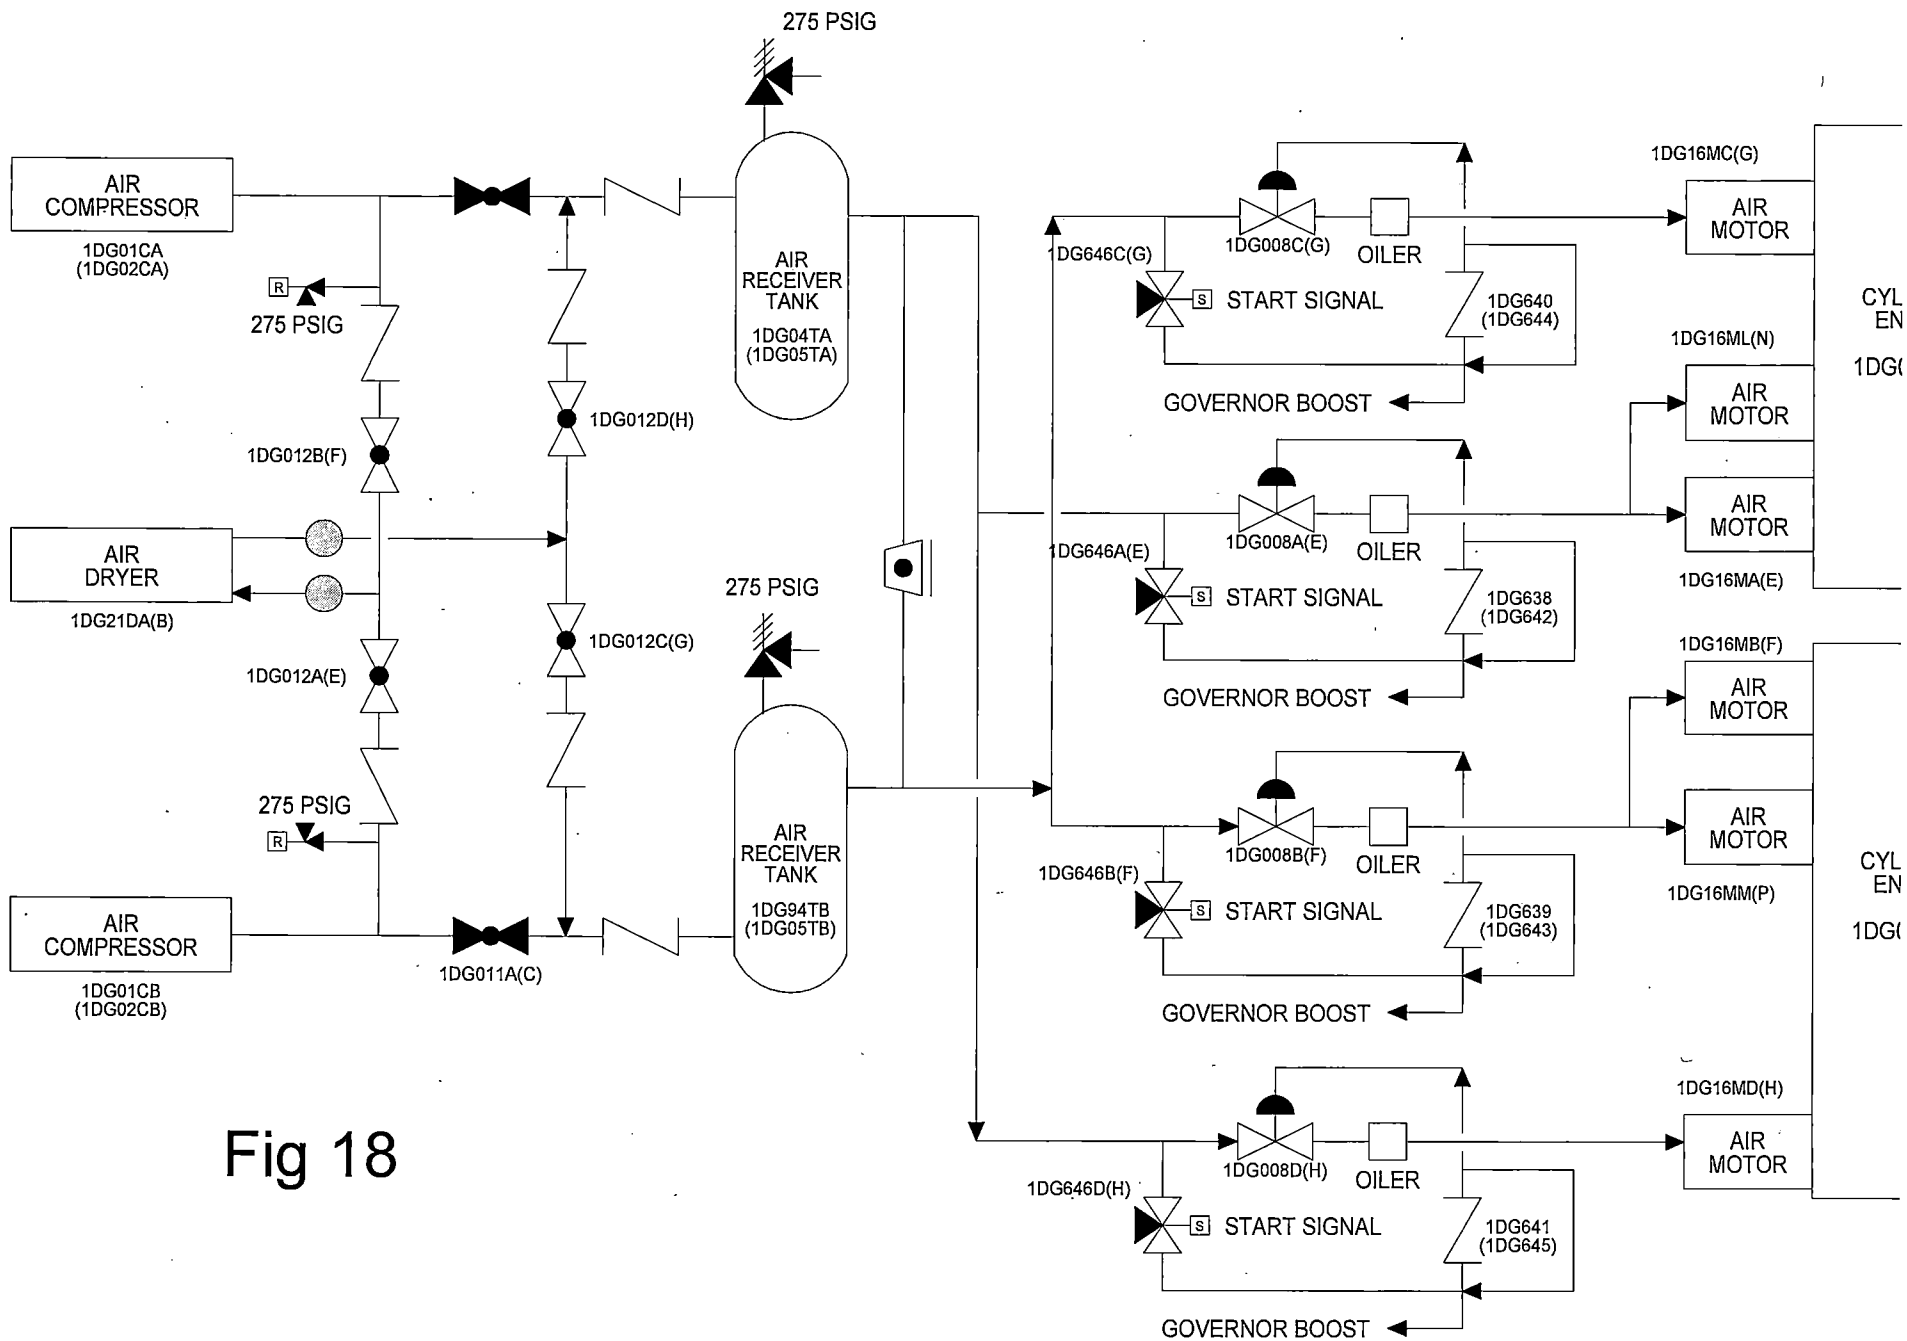 275 PSIG
AIR
COMPRESSOR
1DG01CA
(1DG02CA)
R
275 PSIG
1DG012B(F)
1DG012D(H)
AIR
DRYER
1DG21DA(B)
1DG012A(E)
1DG012C(G)
275 PSIG
R
AIR
COMPRESSOR
1DG01CB
(1DG02CB)
1DG011A(C)
AIR
RECEIVER
TANK
1DG04TA
(1DG05TA)
275 PSIG
AIR
RECEIVER
TANK
1DG94TB
(1DG05TB)
1DG646C(G)
1DG008C(G)
OILER
S
START SIGNAL
1DG640
(1DG644)
GOVERNOR BOOST
1DG646A(E)
1DG008A(E)
OILER
S
START SIGNAL
1DG638
(1DG642)
GOVERNOR BOOST
1DG646B(F)
1DG008B(F)
OILER
S
START SIGNAL
1DG639
(1DG643)
GOVERNOR BOOST
1DG646D(H)
1DG008D(H)
OILER
S
START SIGNAL
1DG641
(1DG645)
GOVERNOR BOOST
1DG16MC(G)
AIR
MOTOR
1DG16ML(N)
AIR
MOTOR
AIR
MOTOR
1DG16MA(E)
1DG16MB(F)
AIR
MOTOR
AIR
MOTOR
1DG16MM(P)
1DG16MD(H)
AIR
MOTOR
CYL
EN
1DG(
CYL
EN
1DG(
Fig 18